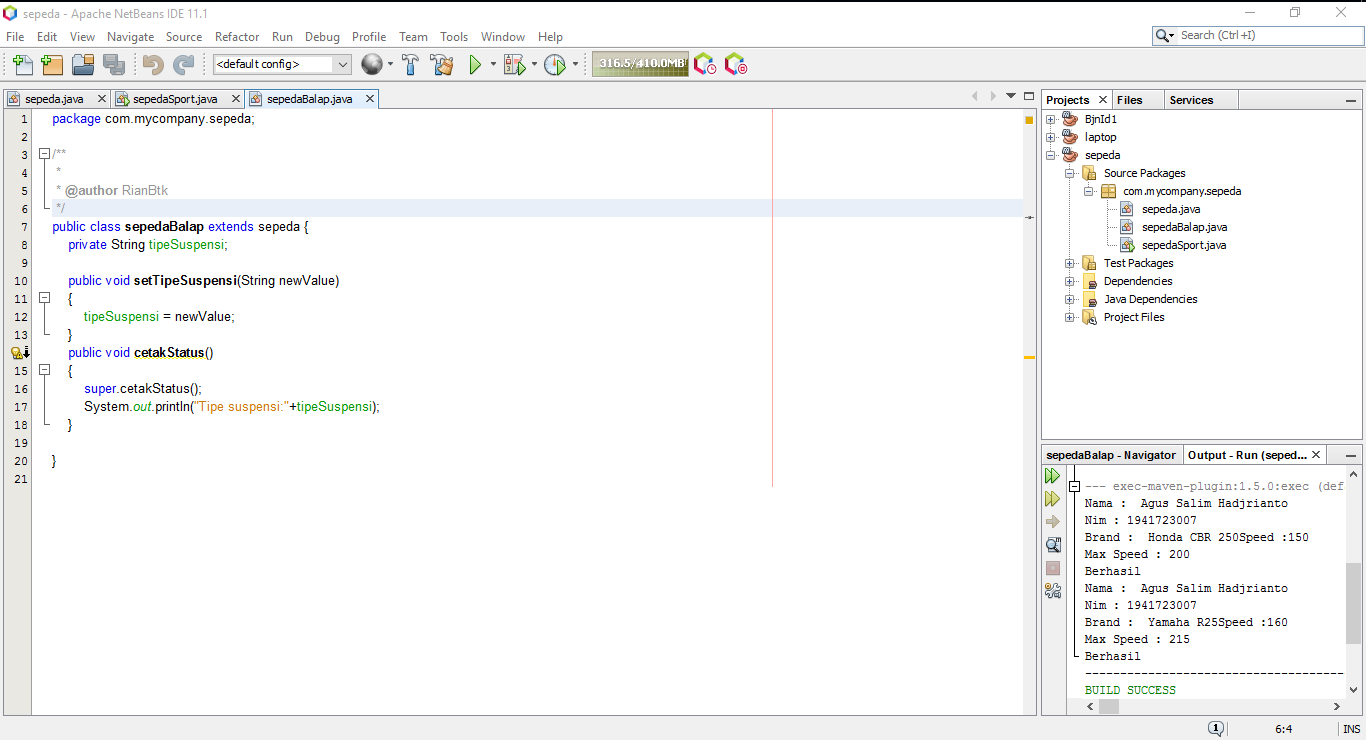 sepeda - Apache NetBeans IDE 11.1
File Edit View Navigate Source Refactor Run Debug Profile Team Tools Window Help
Search (Ctrl+I)
<default config>
316.5/410.0MB
sepeda.java sepedaSport.java sepedaBalap.java
1 package com.mycompany.sepeda;
2
3 /**
4 *
5 * @author RianBtk
6 */
7 public class sepedaBalap extends sepeda {
8 private String tipeSuspensi;
9
10 public void setTipeSuspensi(String newValue)
11 {
12 tipeSuspensi = newValue;
13 }
public void cetakStatus()
15 {
16 super.cetakStatus();
17 System.out.println("Tipe suspensi:"+tipeSuspensi);
18 }
19
20 }
21
Projects Files Services
BjnId1
laptop
sepeda
Source Packages
com.mycompany.sepeda
sepeda.java
sepedaBalap.java
sepedaSport.java
Test Packages
Dependencies
Java Dependencies
Project Files
sepedaBalap - Navigator Output - Run (seped...
--- exec-maven-plugin:1.5.0:exec (def
Nama : Agus Salim Hadjrianto
Nim : 1941723007
Brand : Honda CBR 250Speed :150
Max Speed : 200
Berhasil
Nama : Agus Salim Hadjrianto
Nim : 1941723007
Brand : Yamaha R25Speed :160
Max Speed : 215
Berhasil
------------------------------------
BUILD SUCCESS
1 6:4 INS